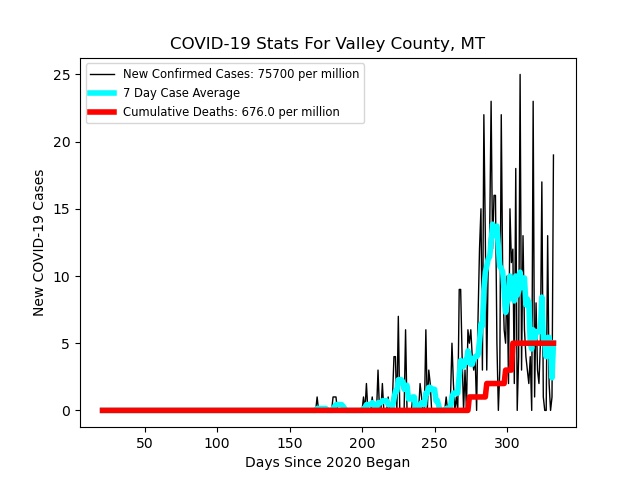 COVID-19 Stats For Valley County, MT
New Confirmed Cases: 75700 per million
7 Day Case Average
Cumulative Deaths: 676.0 per million
25
20
15
10
5
0
New COVID-19 Cases
50 100 150 200 250 300
Days Since 2020 Began